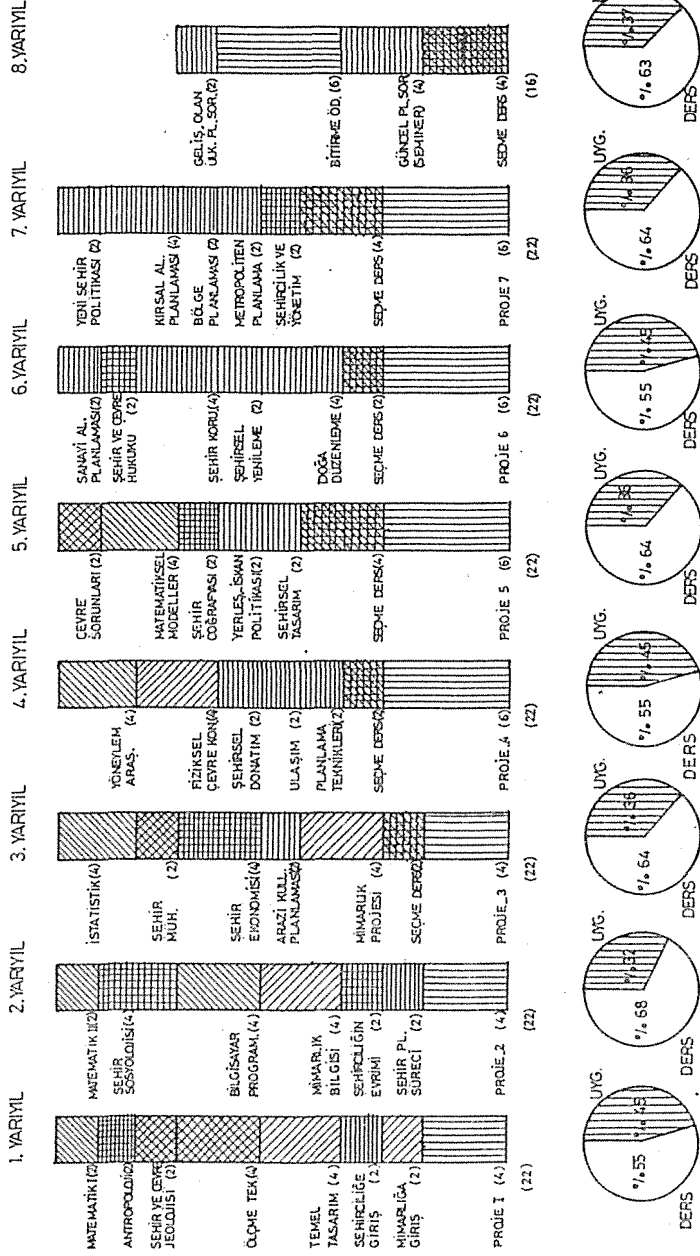 1. YARIYIL
MATEMATİK I(2)
ANTROPOLOJİ(2)
ŞEHİR VE ÇEVRE
JEOLOJİSİ (2)
ÖLÇME TEK.(4)
TEMEL
TASARIM (4)
ŞEHİRCİLİĞE
GİRİŞ (2)
MİMARLIĞA
GİRİŞ (2)
PROJE I (4)
(22)
UYG.
% 55
% 45
DERS
2. YARIYIL
MATEMATİK II(2)
ŞEHİR
SOSYOLOJİSİ(4)
BİLGİSAYAR
PROGRAM.(4)
MİMARLIK
BİLGİSİ (4)
ŞEHİRCİLİĞİN
EVRİMİ (2)
ŞEHİR PL.
SÜRECİ (2)
PROJE_2 (4)
(22)
UYG.
% 68
% 32
DERS
3. YARIYIL
İSTATİSTİK(4)
ŞEHİR
MÜH. (2)
ŞEHİR
EKONOMİSİ(4)
ARAZİ KULL.
PLANLAMASI(2)
MİMARLIK
PROJESİ (4)
SEÇME DERS(2)
PROJE_3 (4)
(22)
UYG.
% 64
% 36
DERS
4. YARIYIL
YÖNEYLEM
ARAŞ. (4)
FİZİKSEL
ÇEVRE KON.(4)
ŞEHİRSEL
DONATIM (2)
ULAŞIM (2)
PLANLAMA
TEKNİKLERİ(2)
SEÇME DERS(2)
PROJE_4 (6)
(22)
UYG.
% 55
% 45
DERS
5. YARIYIL
ÇEVRE
SORUNLARI (2)
MATEMATİKSEL
MODELLER (4)
ŞEHİR
COĞRAFYASI (2)
YERLEŞ.-İSKAN
POLİTİKASI(2)
ŞEHİRSEL
TASARIM (2)
SEÇME DERS(4)
PROJE 5 (6)
(22)
UYG.
% 64
% 36
DERS
6. YARIYIL
SANAYİ AL.
PLANLAMASI(2)
ŞEHİR VE ÇEVRE
HUKUKU (2)
ŞEHİR KORU.(4)
ŞEHİRSEL
YENİLEME (2)
DOĞA
DÜZENLEME (4)
SEÇME DERS (2)
PROJE 6 (6)
(22)
UYG.
% 55
% 45
DERS
7. YARIYIL
YENİ ŞEHİR
POLİTİKASI (2)
KIRSAL AL.
PLANLAMASI (4)
BÖLGE
PLANLAMASI (2)
METROPOLİTEN
PLANLAMA (2)
ŞEHİRCİLİK VE
YÖNETİM (2)
SEÇME DERS (4)
PROJE 7 (6)
(22)
UYG.
% 64
% 36
DERS
8. YARIYIL
GELİŞ. OLAN
ÜLK. PL.SOR.(2)
BİTİRME ÖD. (6)
GÜNCEL PL.SOR.
(SEMİNER) (4)
SEÇME DERS (4)
(16)
% 63
% 37
DERS